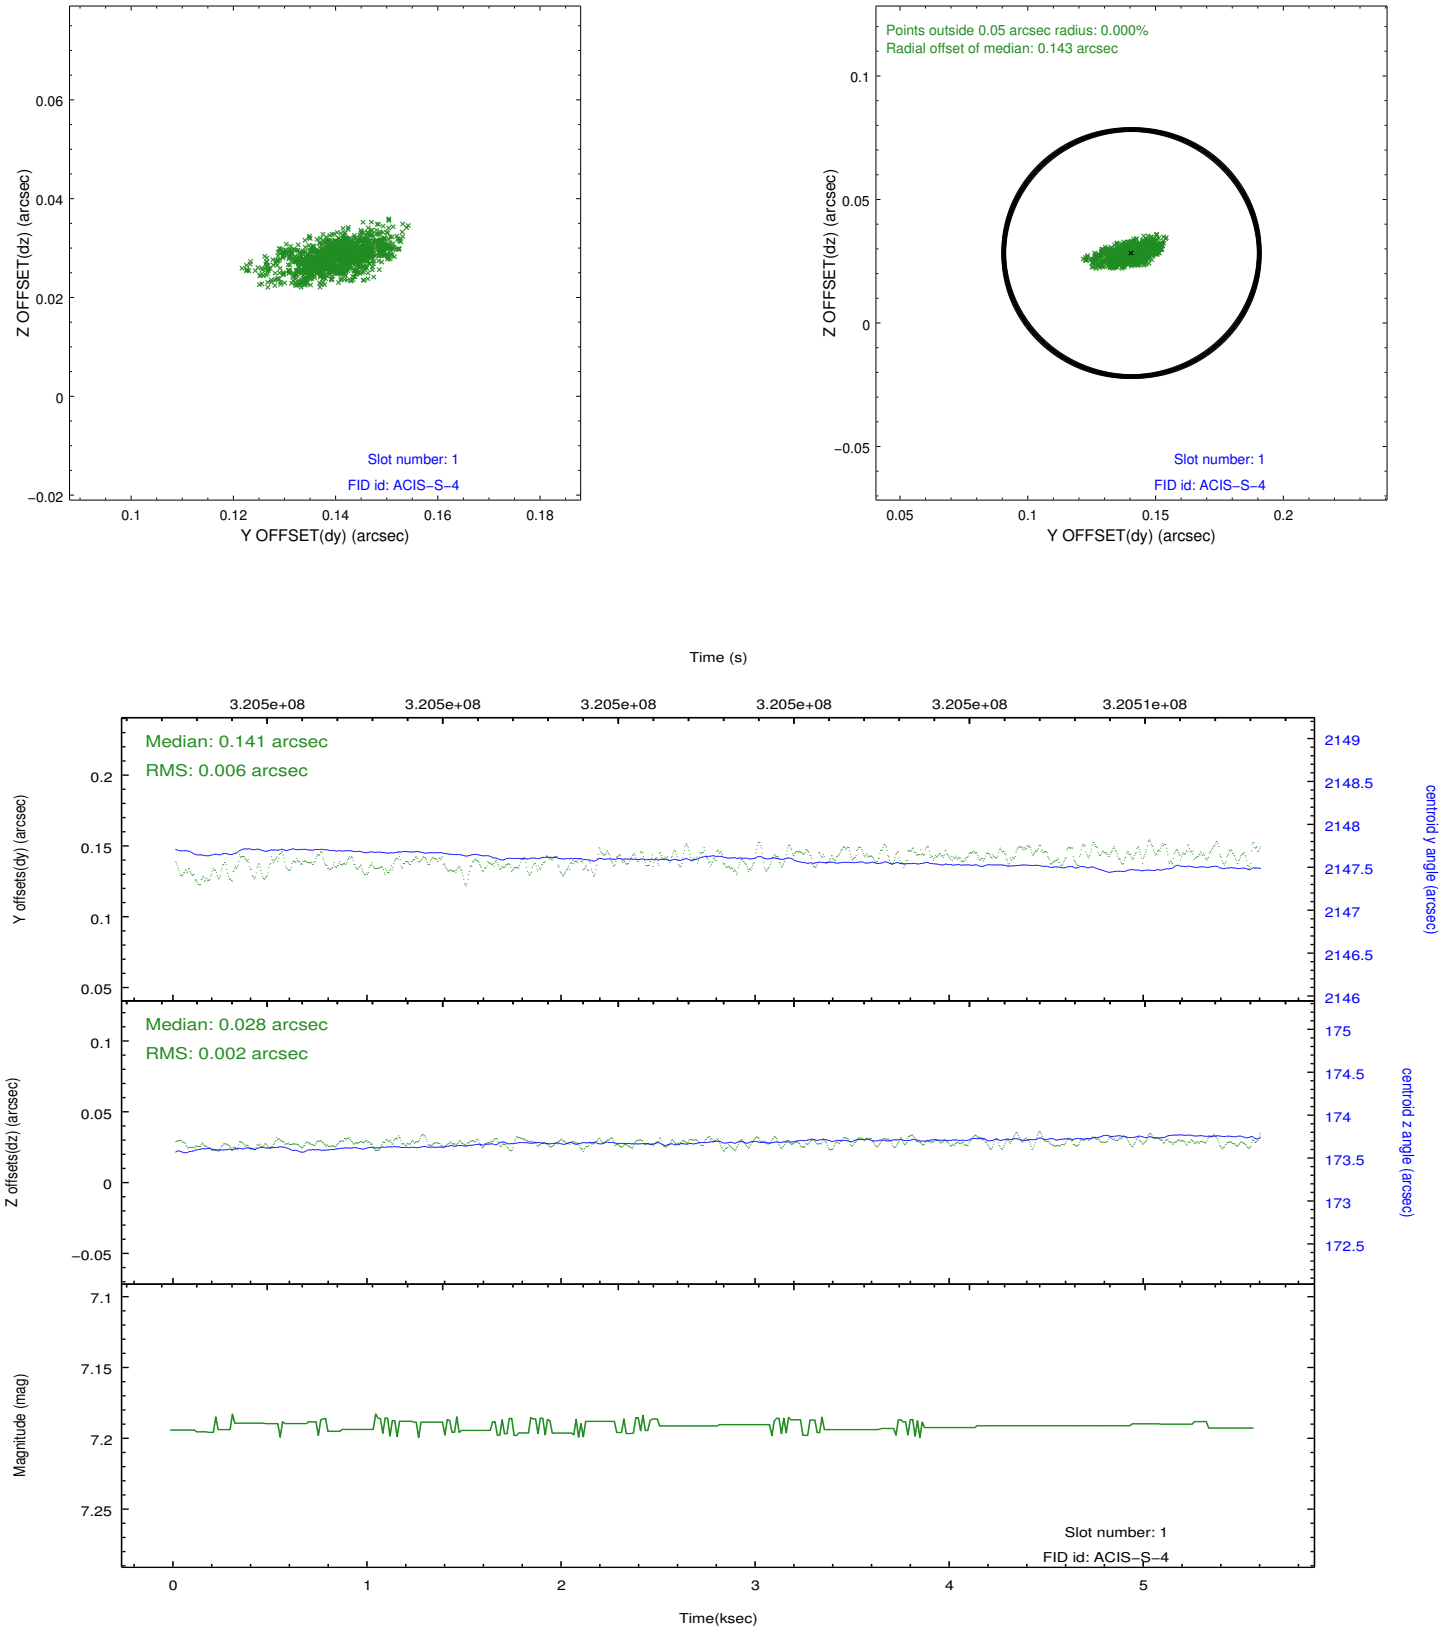 0.06
0.04
0.02
0
−0.02
Z OFFSET(dz) (arcsec)
Slot number: 1
FID id: ACIS−S−4
0.1 0.12 0.14 0.16 0.18
Y OFFSET(dy) (arcsec)
Points outside 0.05 arcsec radius: 0.000%
Radial offset of median: 0.143 arcsec
0.1
0.05
0
−0.05
Z OFFSET(dz) (arcsec)
Slot number: 1
FID id: ACIS−S−4
0.05 0.1 0.15 0.2
Y OFFSET(dy) (arcsec)
Time (s)
3.205e+08 3.205e+08 3.205e+08 3.205e+08 3.205e+08 3.2051e+08
Median: 0.141 arcsec
RMS: 0.006 arcsec
0.2
0.15
0.1
0.05
Y offsets(dy) (arcsec)
2149
2148.5
2148
2147.5
2147
2146.5
2146
centroid y angle (arcsec)
Median: 0.028 arcsec
RMS: 0.002 arcsec
0.1
0.05
0
−0.05
Z offsets(dz) (arcsec)
175
174.5
174
173.5
173
172.5
centroid z angle (arcsec)
7.1
7.15
7.2
7.25
Magnitude (mag)
Slot number: 1
FID id: ACIS−S−4
0 1 2 3 4 5
Time(ksec)